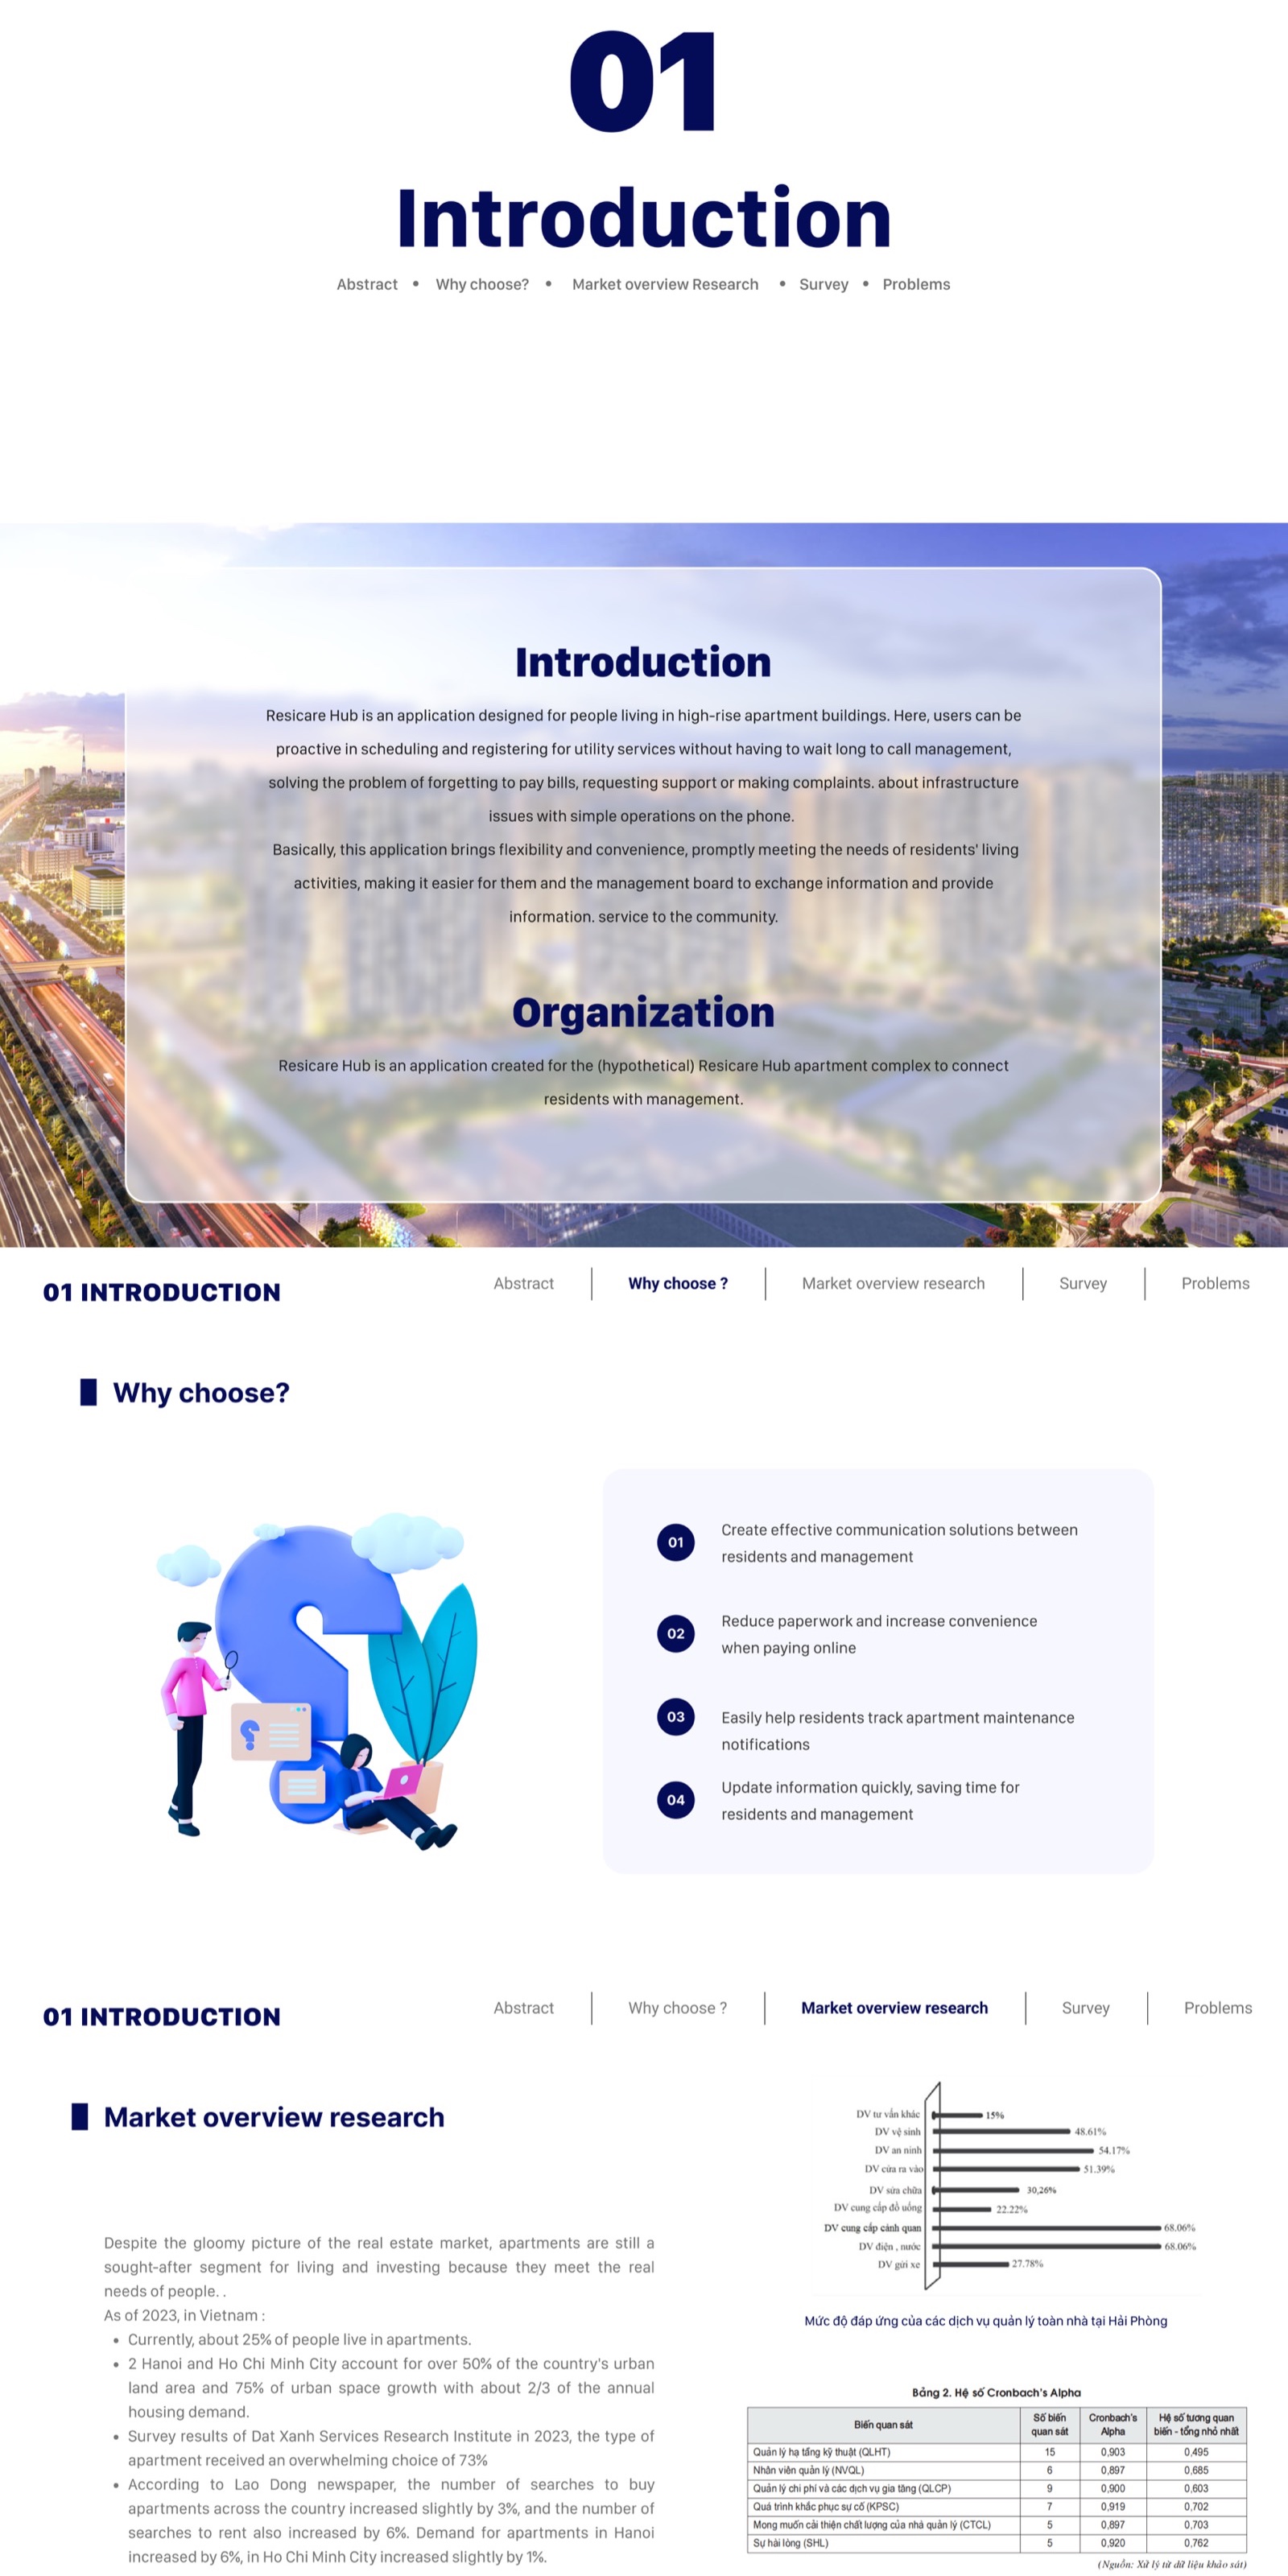 01
Introduction
Abstract • Why choose? • Market overview Research • Survey • Problems
Introduction
Resicare Hub is an application designed for people living in high-rise apartment buildings. Here, users can be
proactive in scheduling and registering for utility services without having to wait long to call management,
solving the problem of forgetting to pay bills, requesting support or making complaints. about infrastructure
issues with simple operations on the phone.
Basically, this application brings flexibility and convenience, promptly meeting the needs of residents' living
activities, making it easier for them and the management board to exchange information and provide
information. service to the community.
Organization
Resicare Hub is an application created for the (hypothetical) Resicare Hub apartment complex to connect
residents with management.
01 INTRODUCTION
Abstract
Why choose ?
Market overview research
Survey
Problems
Why choose?
01
Create effective communication solutions between
residents and management
02
Reduce paperwork and increase convenience
when paying online
03
Easily help residents track apartment maintenance
notifications
04
Update information quickly, saving time for
residents and management
01 INTRODUCTION
Abstract
Why choose ?
Market overview research
Survey
Problems
Market overview research
Despite the gloomy picture of the real estate market, apartments are still a
sought-after segment for living and investing because they meet the real
needs of people. .
As of 2023, in Vietnam :
• Currently, about 25% of people live in apartments.
• 2 Hanoi and Ho Chi Minh City account for over 50% of the country's urban
land area and 75% of urban space growth with about 2/3 of the annual
housing demand.
• Survey results of Dat Xanh Services Research Institute in 2023, the type of
apartment received an overwhelming choice of 73%
• According to Lao Dong newspaper, the number of searches to buy
apartments across the country increased slightly by 3%, and the number of
searches to rent also increased by 6%. Demand for apartments in Hanoi
increased by 6%, in Ho Chi Minh City increased slightly by 1%.
DV tư vấn khác 15%
DV vệ sinh 48.61%
DV an ninh 54.17%
DV cửa ra vào 51.39%
DV sửa chữa 30,26%
DV cung cấp đồ uống 22.22%
DV cung cấp cảnh quan 68.06%
DV điện , nước 68.06%
DV gửi xe 27.78%
Mức độ đáp ứng của các dịch vụ quản lý toàn nhà tại Hải Phòng
Bảng 2. Hệ số Cronbach's Alpha
Biến quan sát | Số biến quan sát | Cronbach's Alpha | Hệ số tương quan biến - tổng nhỏ nhất
Quản lý hạ tầng kỹ thuật (QLHT) 15 0,903 0,495
Nhân viên quản lý (NVQL) 6 0,897 0,685
Quản lý chi phí và các dịch vụ gia tăng (QLCP) 9 0,900 0,603
Quá trình khắc phục sự cố (KPSC) 7 0,919 0,702
Mong muốn cải thiện chất lượng của nhà quản lý (CTCL) 5 0,897 0,703
Sự hài lòng (SHL) 5 0,920 0,762
(Nguồn: Xử lý từ dữ liệu khảo sát)